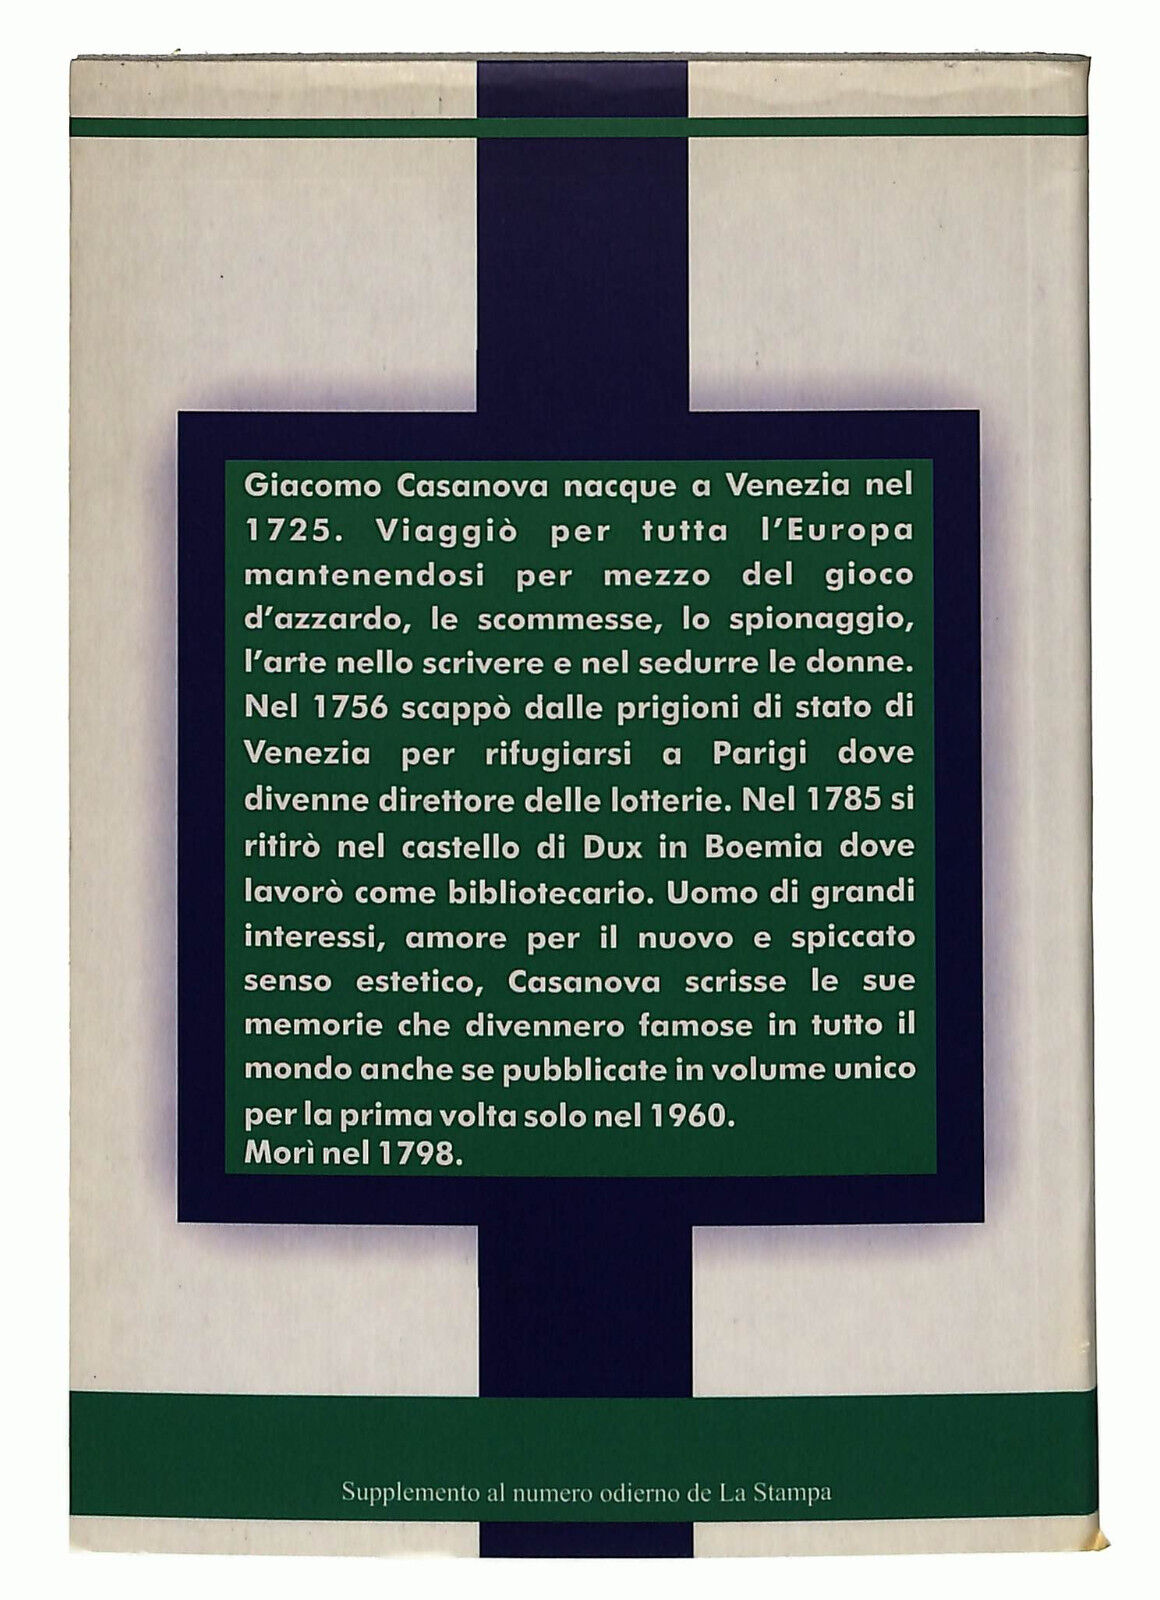 Giacomo Casanova nacque a Venezia nel
1725. Viaggiò per tutta l'Europa
mantenendosi per mezzo del gioco
d'azzardo, le scommesse, lo spionaggio,
l'arte nello scrivere e nel sedurre le donne.
Nel 1756 scappò dalle prigioni di stato di
Venezia per rifugiarsi a Parigi dove
divenne direttore delle lotterie. Nel 1785 si
ritirò nel castello di Dux in Boemia dove
lavorò come bibliotecario. Uomo di grandi
interessi, amore per il nuovo e spiccato
senso estetico, Casanova scrisse le sue
memorie che divennero famose in tutto il
mondo anche se pubblicate in volume unico
per la prima volta solo nel 1960.
Morì nel 1798.
Supplemento al numero odierno de La Stampa